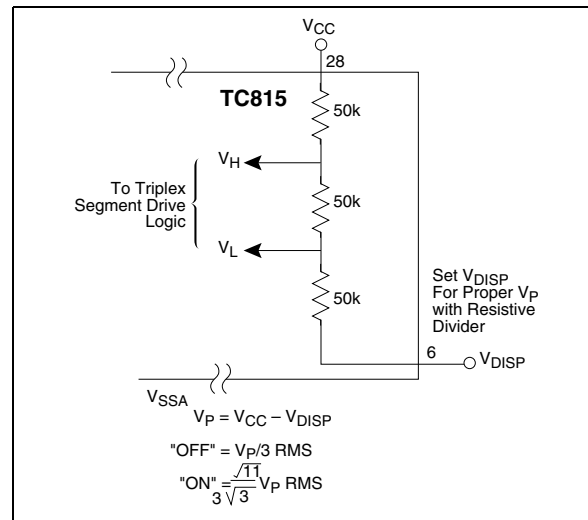 VCC
28
TC815
50k
VH
To Triplex
Segment Drive
Logic
50k
VL
50k
Set VDISP
For Proper VP
with Resistive
Divider
6
VDISP
VSSA
VP = VCC – VDISP
"OFF" = VP/3 RMS
"ON" = √11/3√3 VP RMS